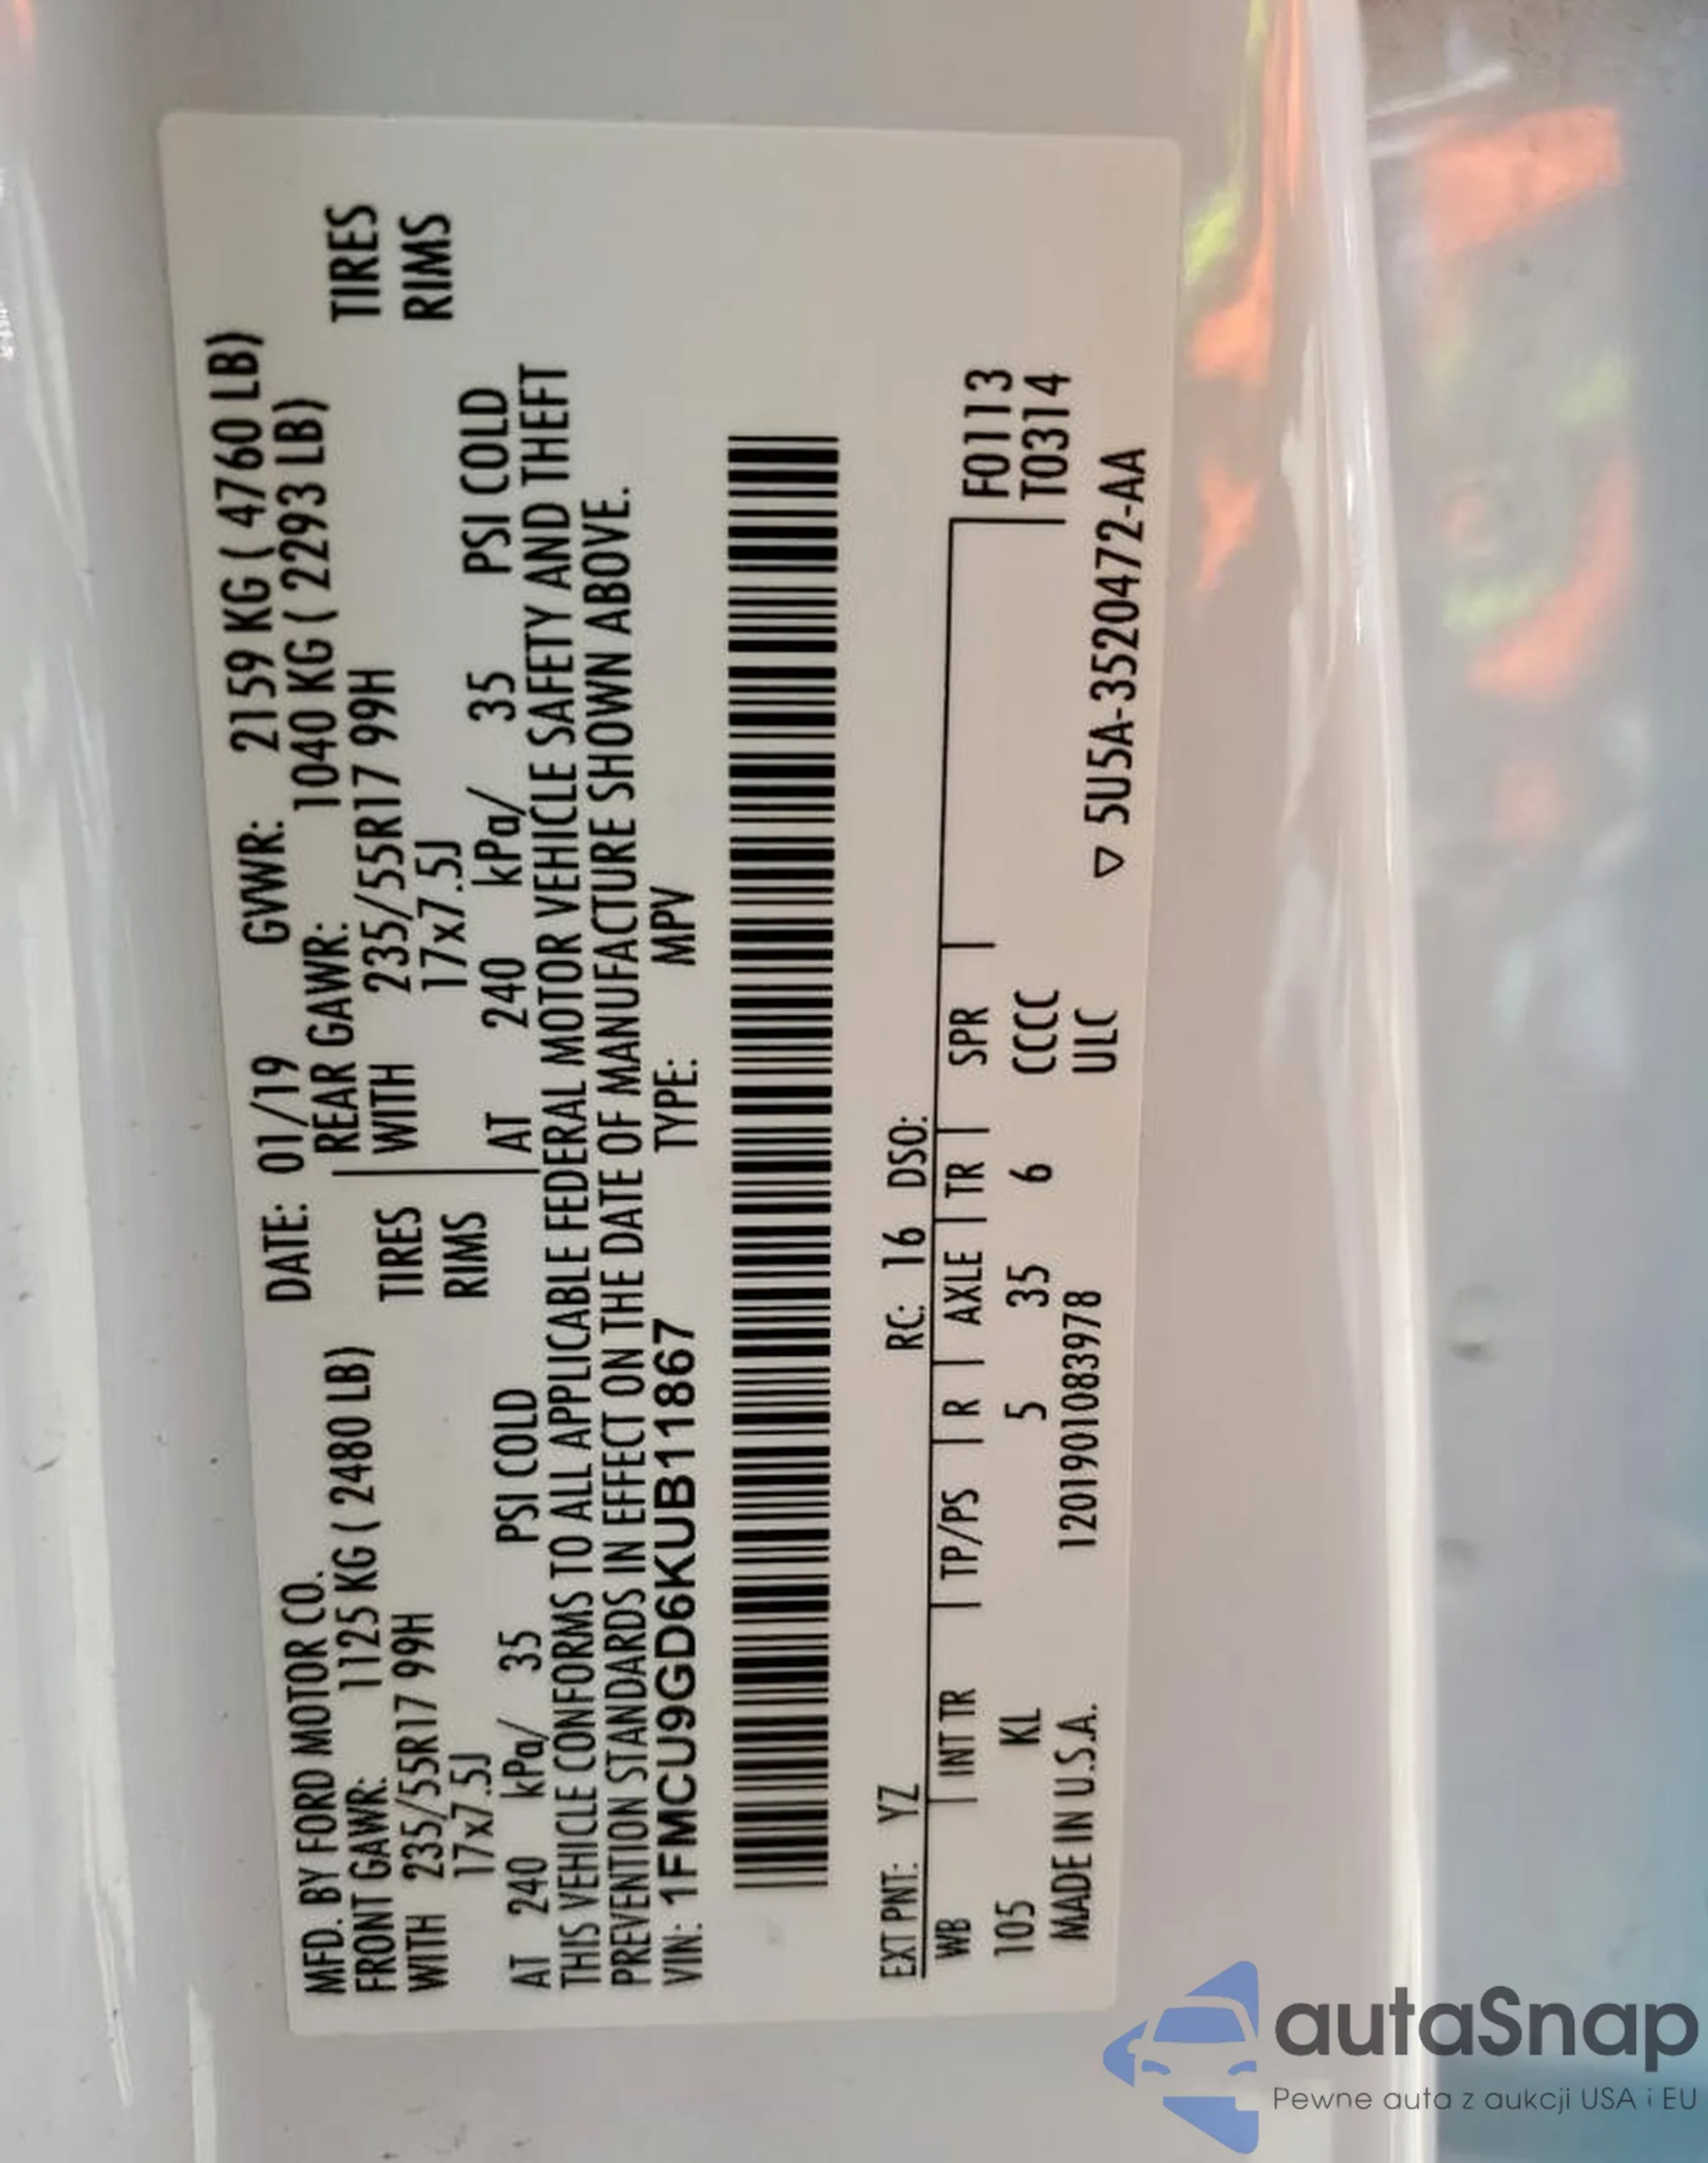 MFD. BY FORD MOTOR CO. DATE: 01/19 GVWR: 2159 KG ( 4760 LB)
FRONT GAWR: 1125 KG ( 2480 LB) REAR GAWR: 1040 KG ( 2293 LB)
WITH 235/55R17 99H TIRES WITH 235/55R17 99H TIRES
17x7.5J RIMS 17x7.5J RIMS
AT 240 kPa/ 35 PSI COLD AT 240 kPa/ 35 PSI COLD
THIS VEHICLE CONFORMS TO ALL APPLICABLE FEDERAL MOTOR VEHICLE SAFETY AND THEFT
PREVENTION STANDARDS IN EFFECT ON THE DATE OF MANUFACTURE SHOWN ABOVE.
VIN: 1FMCU9GD6KUB11867 TYPE: MPV
EXT PNT: YZ RC: 16 DSO:
WB INT TR TP/PS R AXLE TR SPR F0113
105 KL 5 35 6 CCCC T0314
MADE IN U.S.A. 1201901083978 ULC
▽ 5U5A-3520472-AA
autaSnap
Pewne auta z aukcji USA i EU